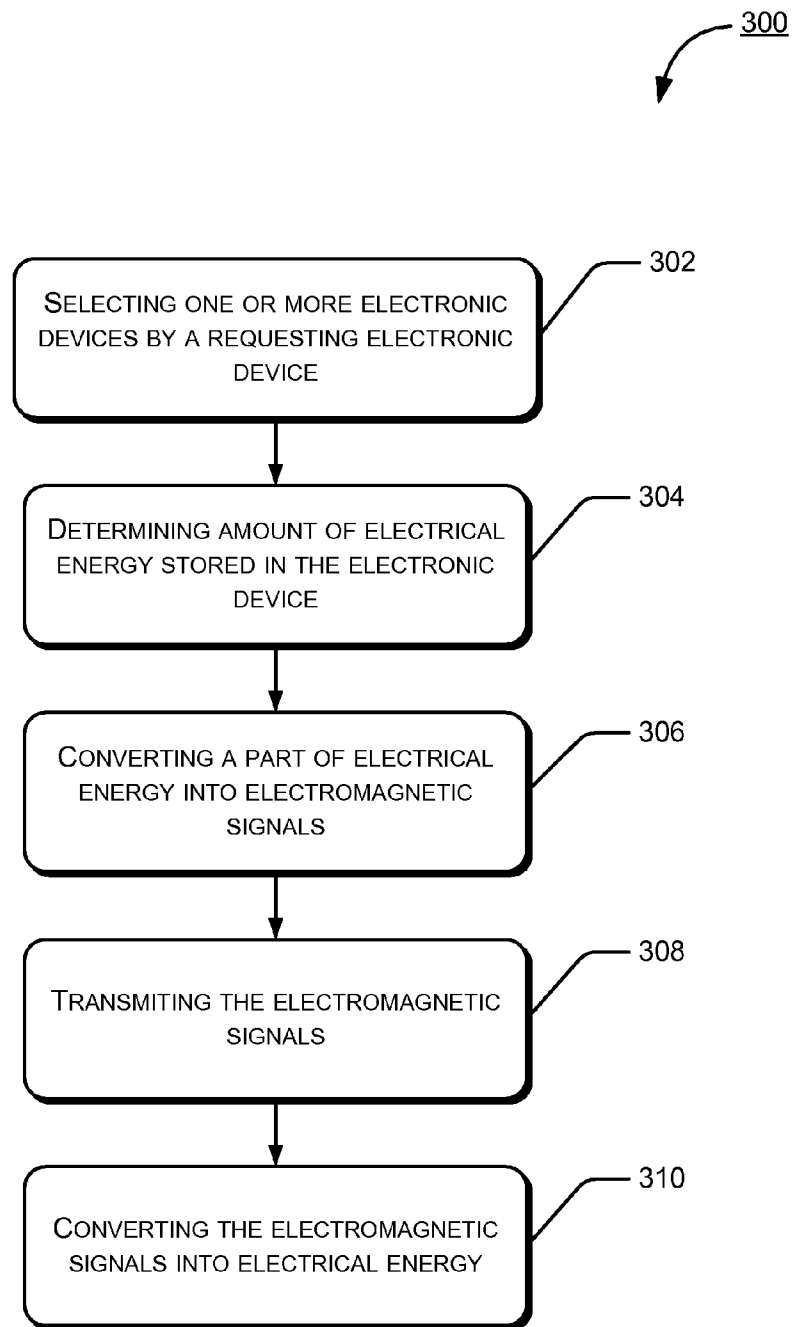 300
302
SELECTING ONE OR MORE ELECTRONIC
DEVICES BY A REQUESTING ELECTRONIC
DEVICE
304
DETERMINING AMOUNT OF ELECTRICAL
ENERGY STORED IN THE ELECTRONIC
DEVICE
306
CONVERTING A PART OF ELECTRICAL
ENERGY INTO ELECTROMAGNETIC
SIGNALS
308
TRANSMITING THE ELECTROMAGNETIC
SIGNALS
310
CONVERTING THE ELECTROMAGNETIC
SIGNALS INTO ELECTRICAL ENERGY